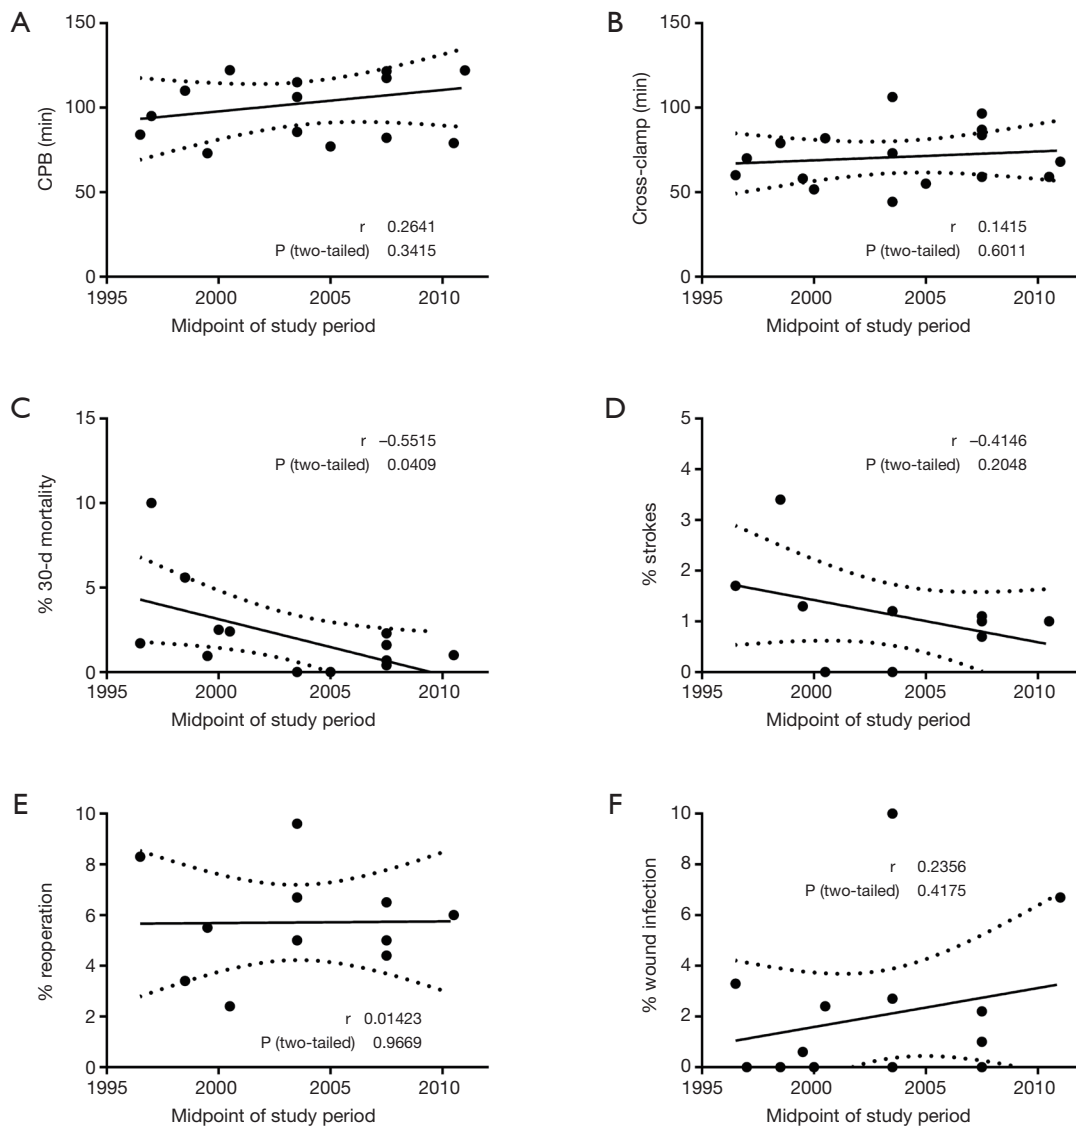 A
150
100
50
0
CPB (min)
r 0.2641
P (two-tailed) 0.3415
1995 2000 2005 2010
Midpoint of study period
B
150
100
50
0
Cross-clamp (min)
r 0.1415
P (two-tailed) 0.6011
1995 2000 2005 2010
Midpoint of study period
C
15
10
5
0
% 30-d mortality
r –0.5515
P (two-tailed) 0.0409
1995 2000 2005 2010
Midpoint of study period
D
5
4
3
2
1
0
% strokes
r –0.4146
P (two-tailed) 0.2048
1995 2000 2005 2010
Midpoint of study period
E
10
8
6
4
2
0
% reoperation
r 0.01423
P (two-tailed) 0.9669
1995 2000 2005 2010
Midpoint of study period
F
10
8
6
4
2
0
% wound infection
r 0.2356
P (two-tailed) 0.4175
1995 2000 2005 2010
Midpoint of study period